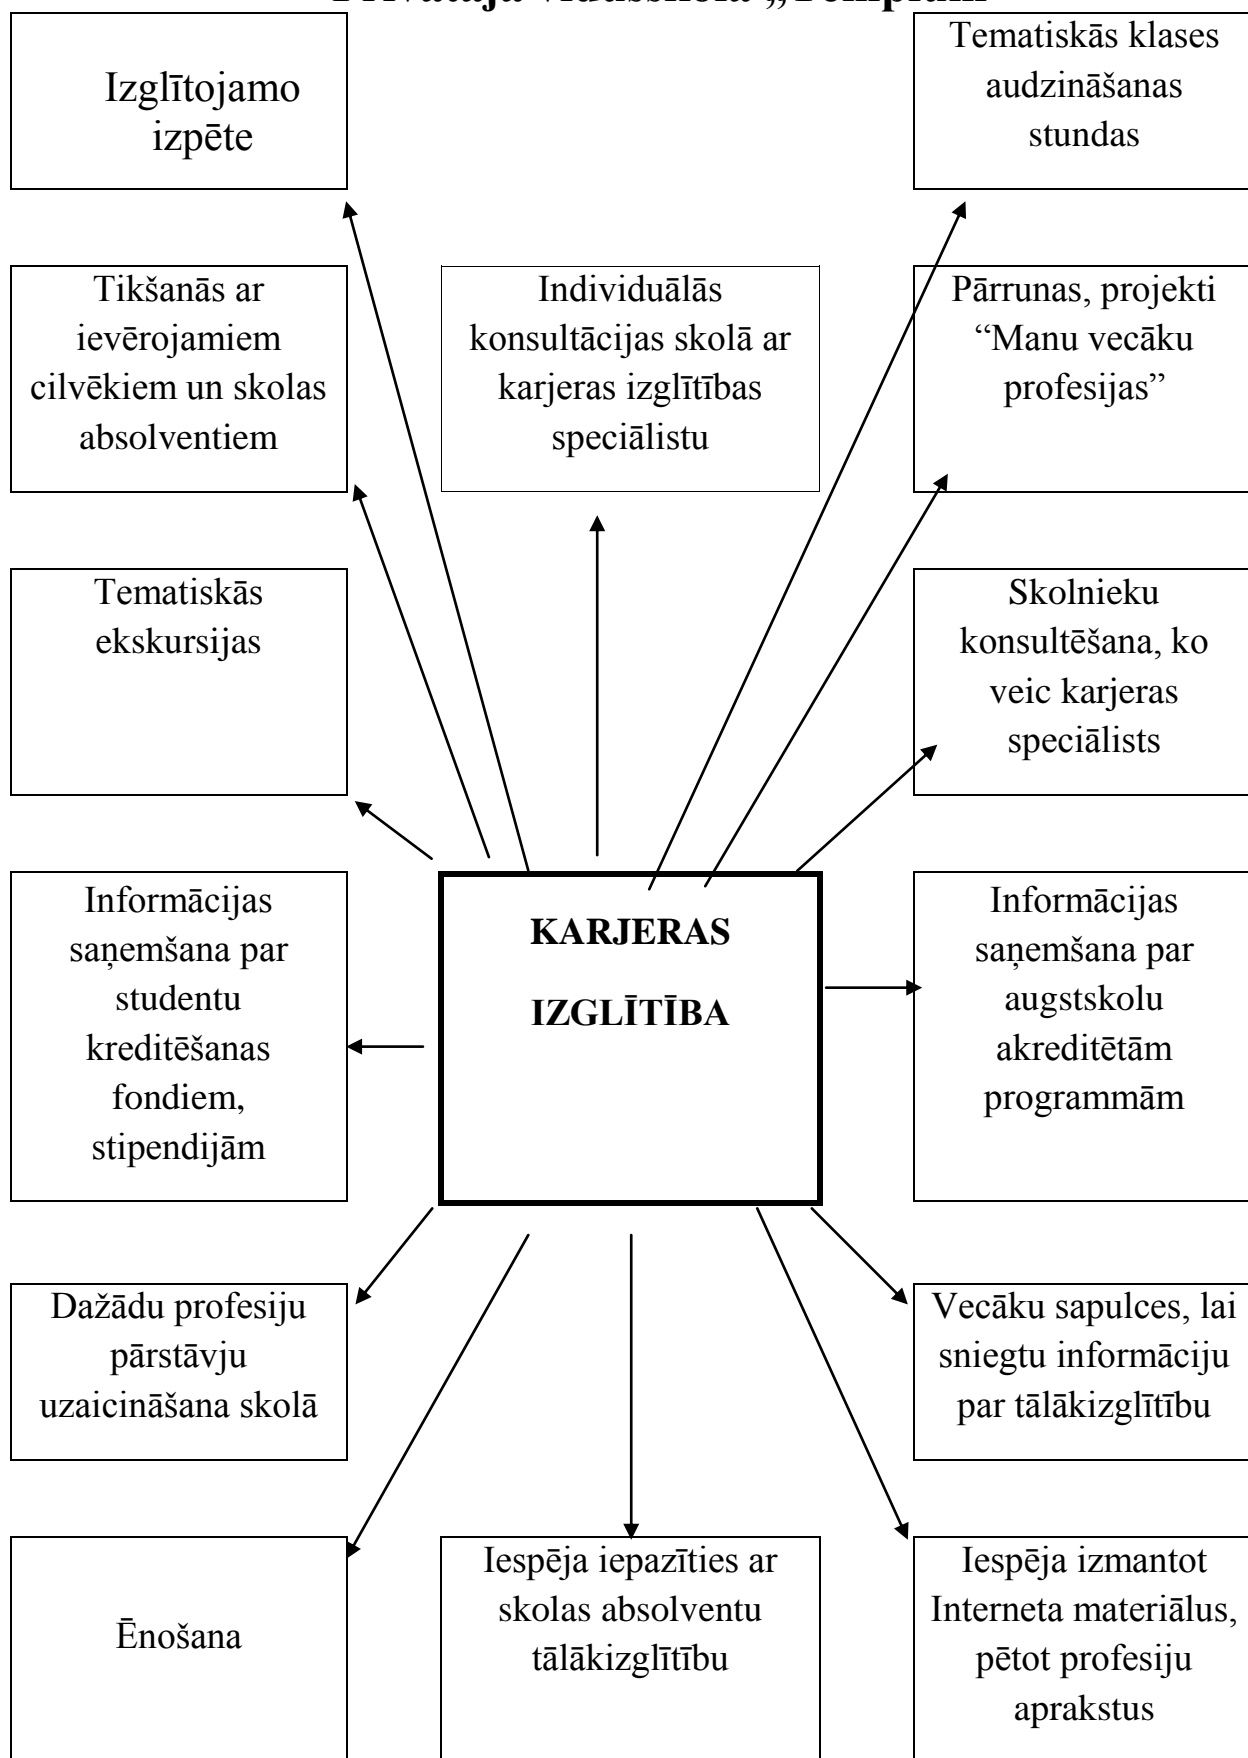 Izglītojamo
izpēte
Tematiskās klases
audzināšanas
stundas
Tikšanās ar
ievērojamiem
cilvēkiem un skolas
absolventiem
Individuālās
konsultācijas skolā ar
karjeras izglītības
speciālistu
Pārrunas, projekti
“Manu vecāku
profesijas”
Tematiskās
ekskursijas
Skolnieku
konsultēšana, ko
veic karjeras
speciālists
Informācijas
saņemšana par
studentu
kreditēšanas
fondiem,
stipendijām
KARJERAS
IZGLĪTĪBA
Informācijas
saņemšana par
augstskolu
akreditētām
programmām
Dažādu profesiju
pārstāvju
uzaicināšana skolā
Vecāku sapulces, lai
sniegtu informāciju
par tālākizglītību
Ēnošana
Iespēja iepazīties ar
skolas absolventu
tālākizglītību
Iespēja izmantot
Interneta materiālus,
pētot profesiju
aprakstus